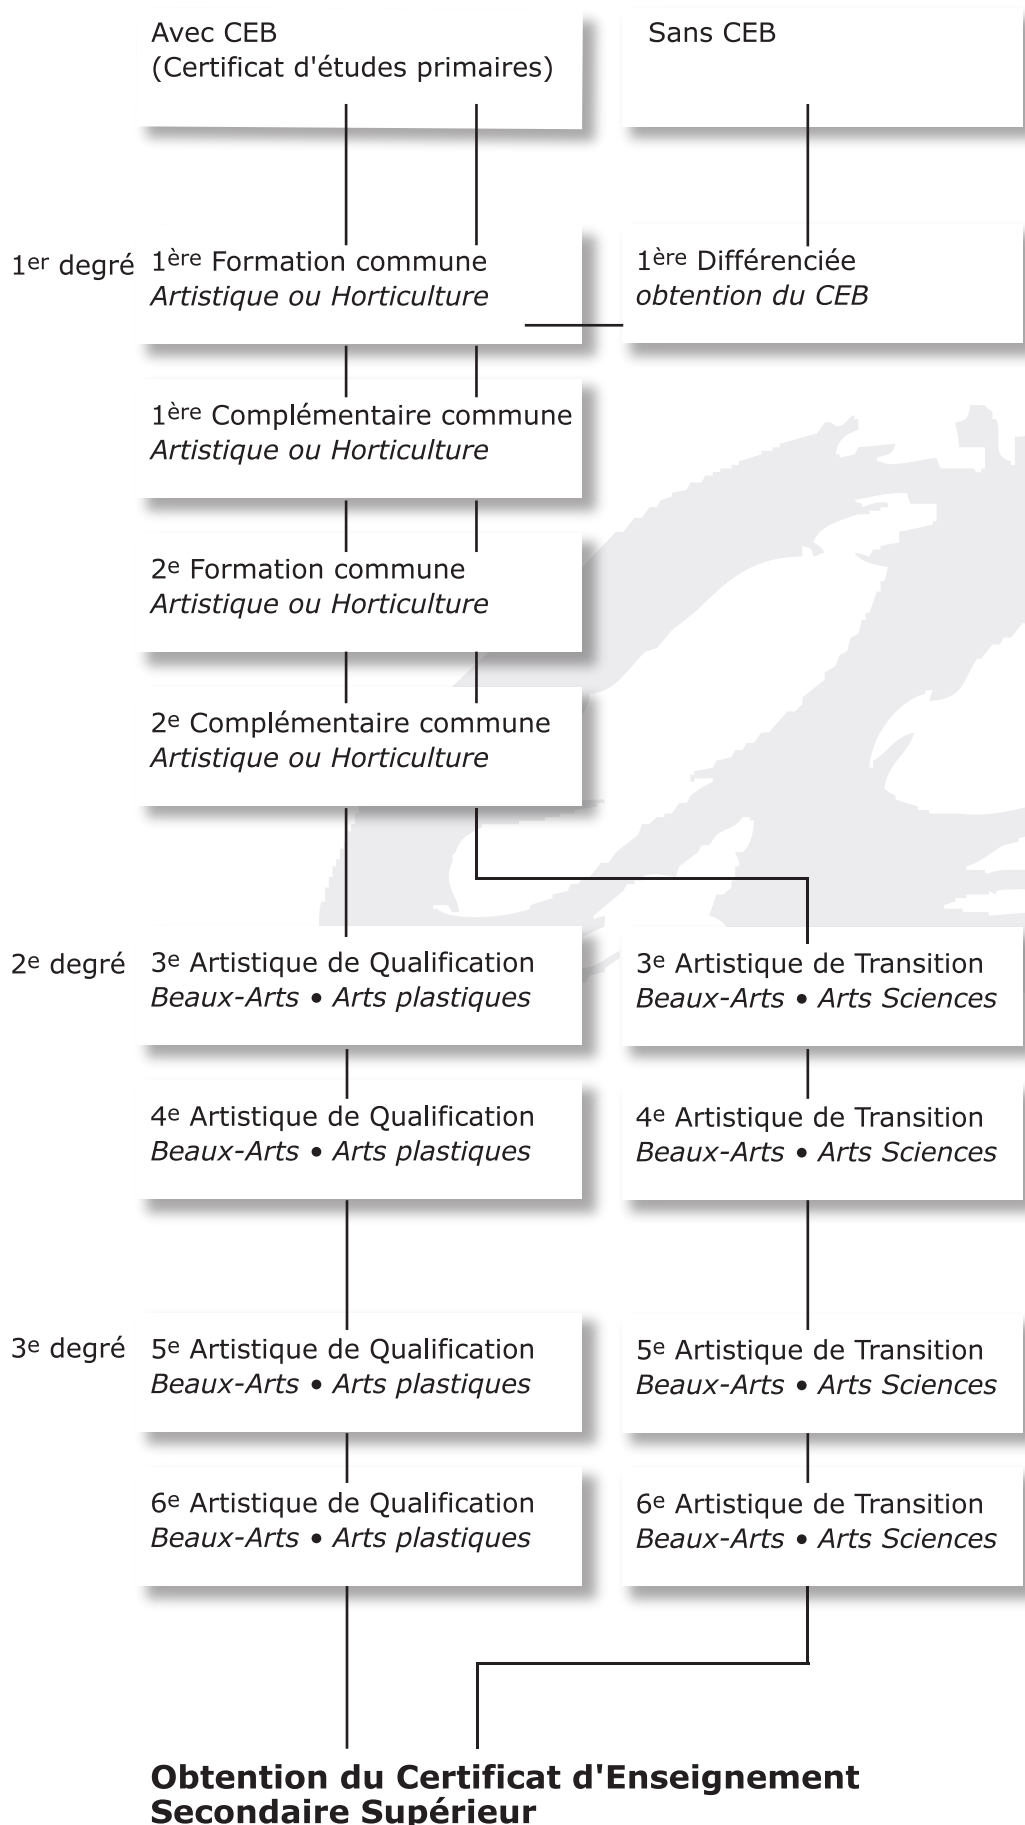 Avec CEB
(Certificat d'études primaires)
Sans CEB
1er degré
1ère Formation commune
Artistique ou Horticulture
1ère Différenciée
obtention du CEB
1ère Complémentaire commune
Artistique ou Horticulture
2e Formation commune
Artistique ou Horticulture
2e Complémentaire commune
Artistique ou Horticulture
2e degré
3e Artistique de Qualification
Beaux-Arts • Arts plastiques
3e Artistique de Transition
Beaux-Arts • Arts Sciences
4e Artistique de Qualification
Beaux-Arts • Arts plastiques
4e Artistique de Transition
Beaux-Arts • Arts Sciences
3e degré
5e Artistique de Qualification
Beaux-Arts • Arts plastiques
5e Artistique de Transition
Beaux-Arts • Arts Sciences
6e Artistique de Qualification
Beaux-Arts • Arts plastiques
6e Artistique de Transition
Beaux-Arts • Arts Sciences
Obtention du Certificat d'Enseignement
Secondaire Supérieur